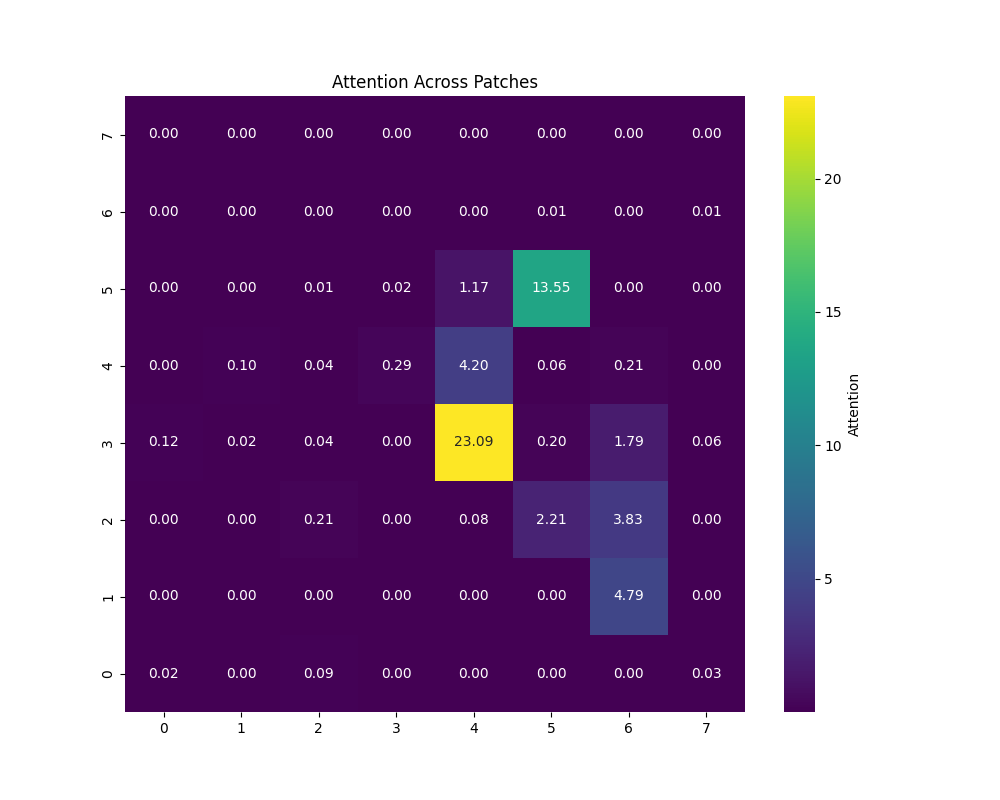 Attention Across Patches
7 0.00 0.00 0.00 0.00 0.00 0.00 0.00 0.00
6 0.00 0.00 0.00 0.00 0.00 0.01 0.00 0.01
5 0.00 0.00 0.01 0.02 1.17 13.55 0.00 0.00
4 0.00 0.10 0.04 0.29 4.20 0.06 0.21 0.00
3 0.12 0.02 0.04 0.00 23.09 0.20 1.79 0.06
2 0.00 0.00 0.21 0.00 0.08 2.21 3.83 0.00
1 0.00 0.00 0.00 0.00 0.00 0.00 4.79 0.00
0 0.02 0.00 0.09 0.00 0.00 0.00 0.00 0.03
0 1 2 3 4 5 6 7
20
15
10
5
Attention